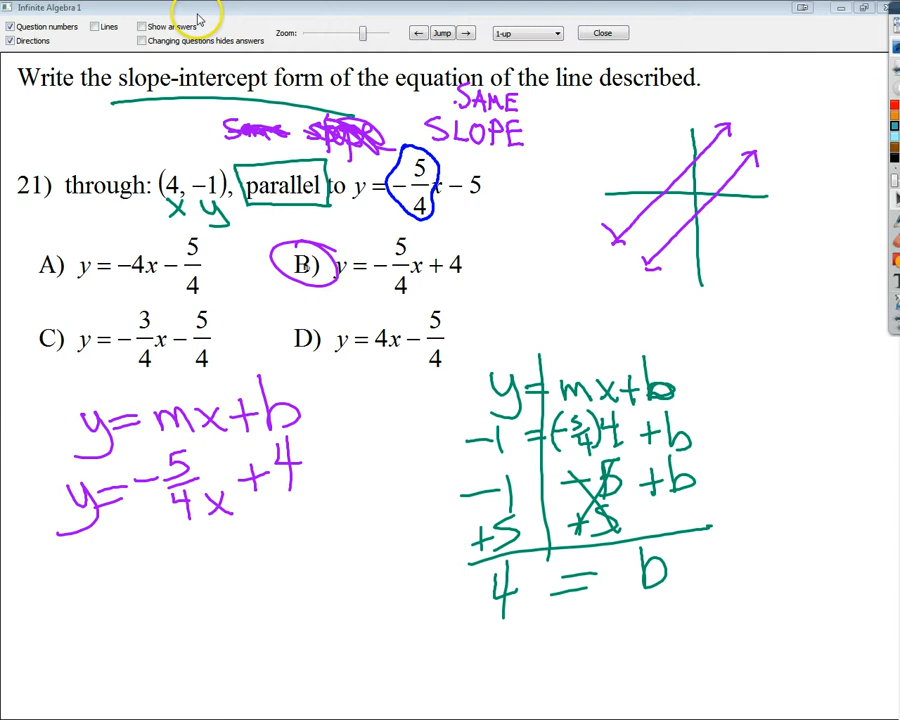 Infinite Algebra 1
Question numbers Lines Show answers Zoom: ← Jump → 1-up Close
Directions Changing questions hides answers
Write the slope-intercept form of the equation of the line described.
SAME
Same slope SLOPE
21) through: (4, −1), parallel to y = −5/4x − 5
x y
A) y = −4x − 5/4 B) y = −5/4x + 4
C) y = −3/4x − 5/4 D) y = 4x − 5/4
y = mx + b
y = −5/4x + 4
y = mx + b
−1 = (−5/4)4 + b
−1 −5 + b
+5 +5
4 = b